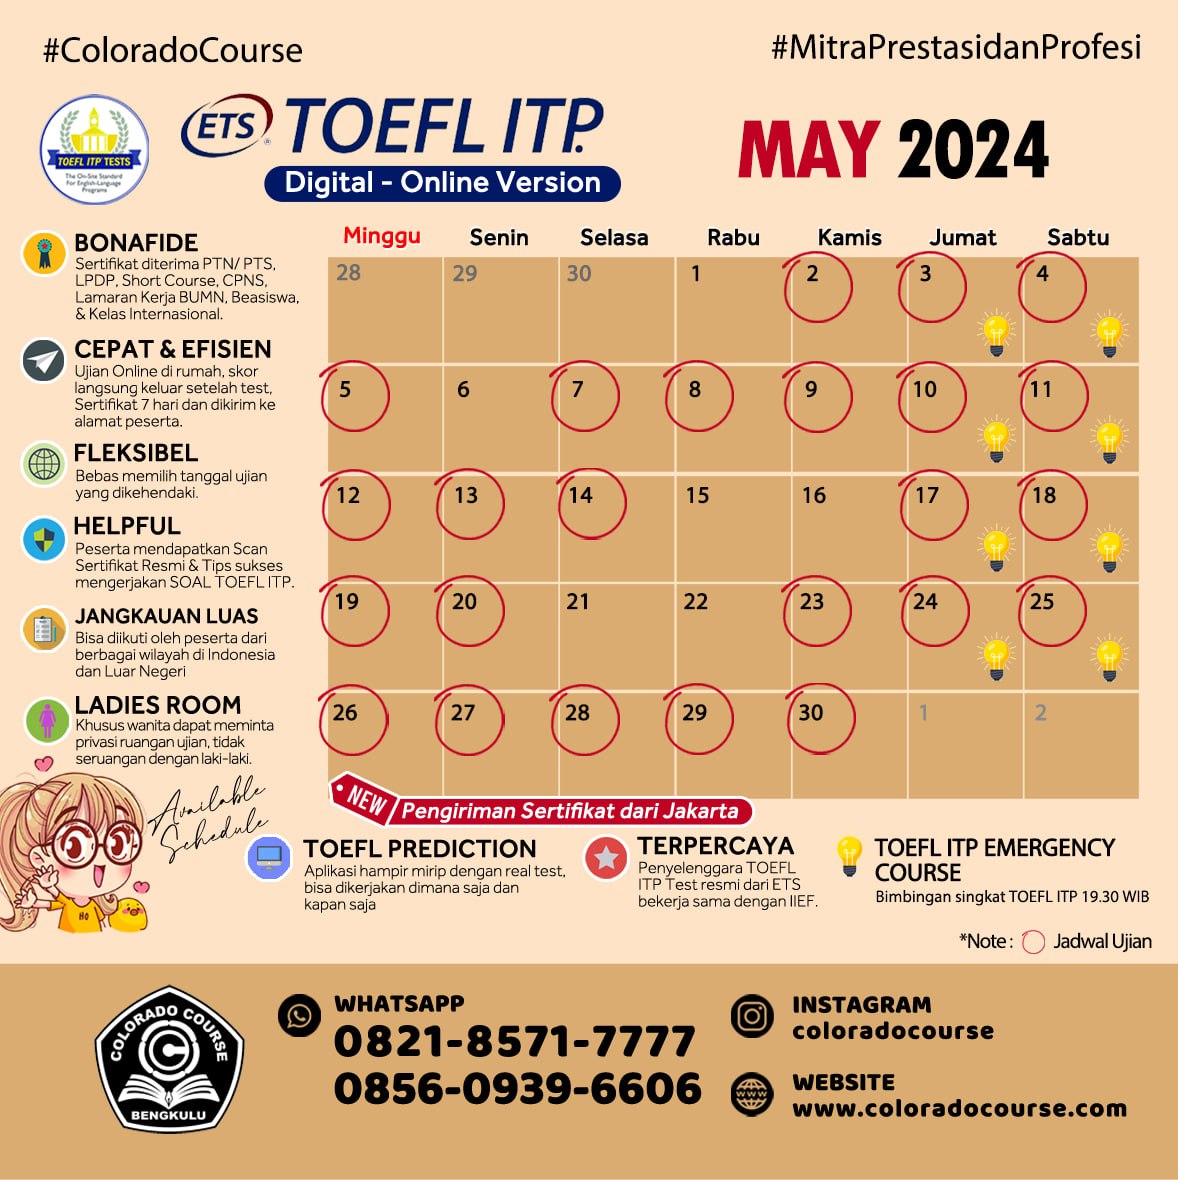 #ColoradoCourse
#MitraPrestasidanProfesi
TOEFL ITP TESTS
The On-Site Standard
For English-Language
Programs
ETS® TOEFL ITP.
Digital - Online Version
MAY 2024
BONAFIDE
Sertifikat diterima PTN/ PTS,
LPDP, Short Course, CPNS,
Lamaran Kerja BUMN, Beasiswa,
& Kelas Internasional.
CEPAT & EFISIEN
Ujian Online di rumah, skor
langsung keluar setelah test,
Sertifikat 7 hari dan dikirim ke
alamat peserta.
FLEKSIBEL
Bebas memilih tanggal ujian
yang dikehendaki.
HELPFUL
Peserta mendapatkan Scan
Sertifikat Resmi & Tips sukses
mengerjakan SOAL TOEFL ITP.
JANGKAUAN LUAS
Bisa diikuti oleh peserta dari
berbagai wilayah di Indonesia
dan Luar Negeri
LADIES ROOM
Khusus wanita dapat meminta
privasi ruangan ujian, tidak
seruangan dengan laki-laki.
Available
Schedule
HO
Minggu Senin Selasa Rabu Kamis Jumat Sabtu
28 29 30 1 2 3 4
5 6 7 8 9 10 11
12 13 14 15 16 17 18
19 20 21 22 23 24 25
26 27 28 29 30 1 2
NEW Pengiriman Sertifikat dari Jakarta
TOEFL PREDICTION
Aplikasi hampir mirip dengan real test,
bisa dikerjakan dimana saja dan
kapan saja
TERPERCAYA
Penyelenggara TOEFL
ITP Test resmi dari ETS
bekerja sama dengan IIEF.
TOEFL ITP EMERGENCY
COURSE
Bimbingan singkat TOEFL ITP 19.30 WIB
*Note : Jadwal Ujian
COLORADO COURSE
BENGKULU
WHATSAPP
0821-8571-7777
0856-0939-6606
INSTAGRAM
coloradocourse
WEBSITE
www.coloradocourse.com